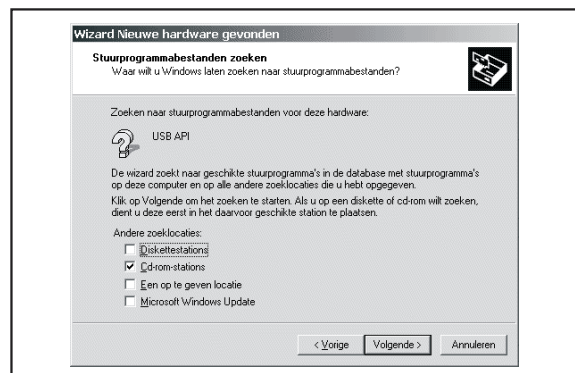 Wizard Nieuwe hardware gevonden
Stuurprogrammabestanden zoeken
Waar wilt u Windows laten zoeken naar stuurprogrammabestanden?
Zoeken naar stuurprogrammabestanden voor deze hardware:
USB API
De wizard zoekt naar geschikte stuurprogramma's in de database met stuurprogramma's
op deze computer en op alle andere zoeklocaties die u hebt opgegeven.
Klik op Volgende om het zoeken te starten. Als u op een diskette of cd-rom wilt zoeken,
dient u deze eerst in het daarvoor geschikte station te plaatsen.
Andere zoeklocaties:
Diskettestations
Cd-rom-stations
Een op te geven locatie
Microsoft Windows Update
< Vorige Volgende > Annuleren